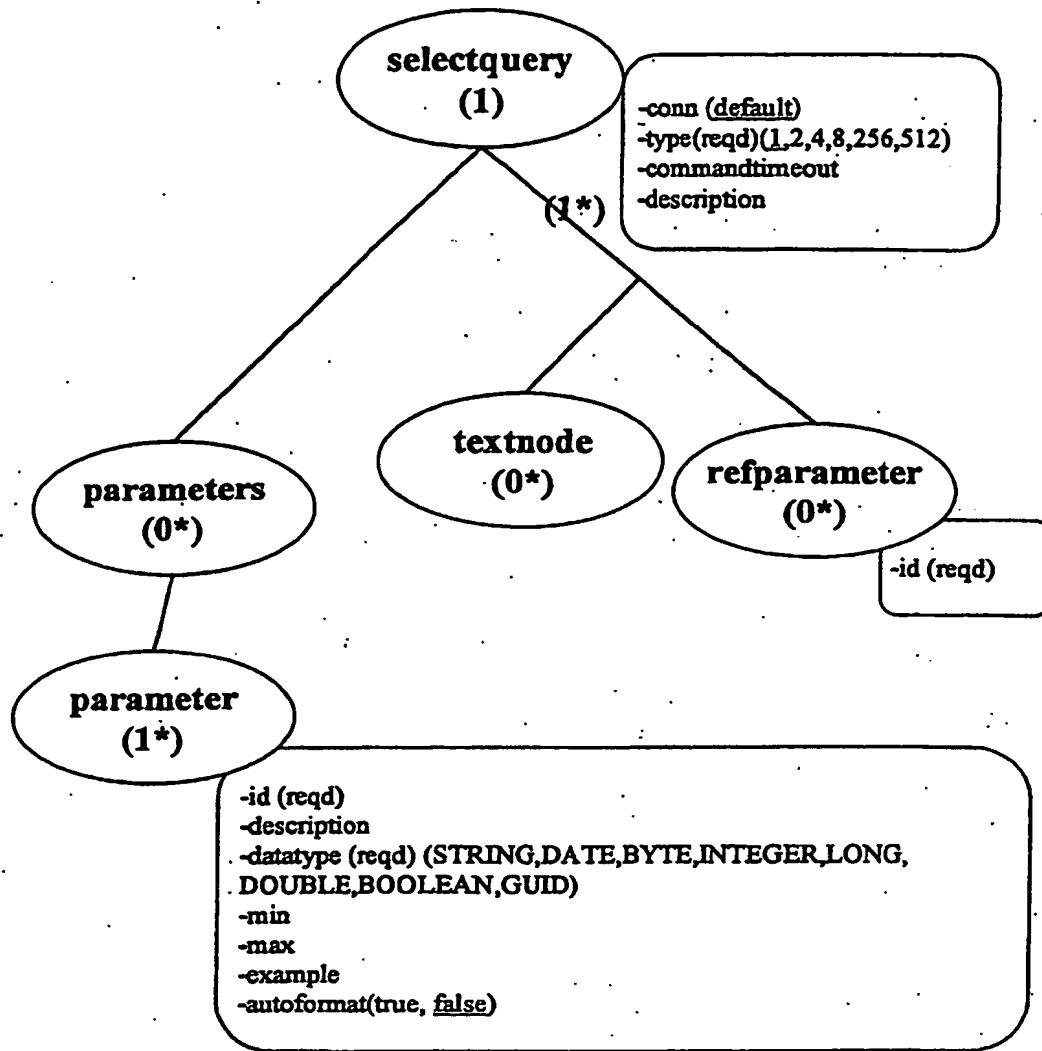 selectquery
(1)
-conn (default)
-type(reqd)(1,2,4,8,256,512)
-commandtimeout
-description
(1*)
textnode
(0*)
refparameter
(0*)
-id (reqd)
parameters
(0*)
parameter
(1*)
-id (reqd)
-description
-datatype (reqd) (STRING,DATE,BYTE,INTEGER,LONG,
DOUBLE,BOOLEAN,GUID)
-min
-max
-example
-autoformat(true, false)